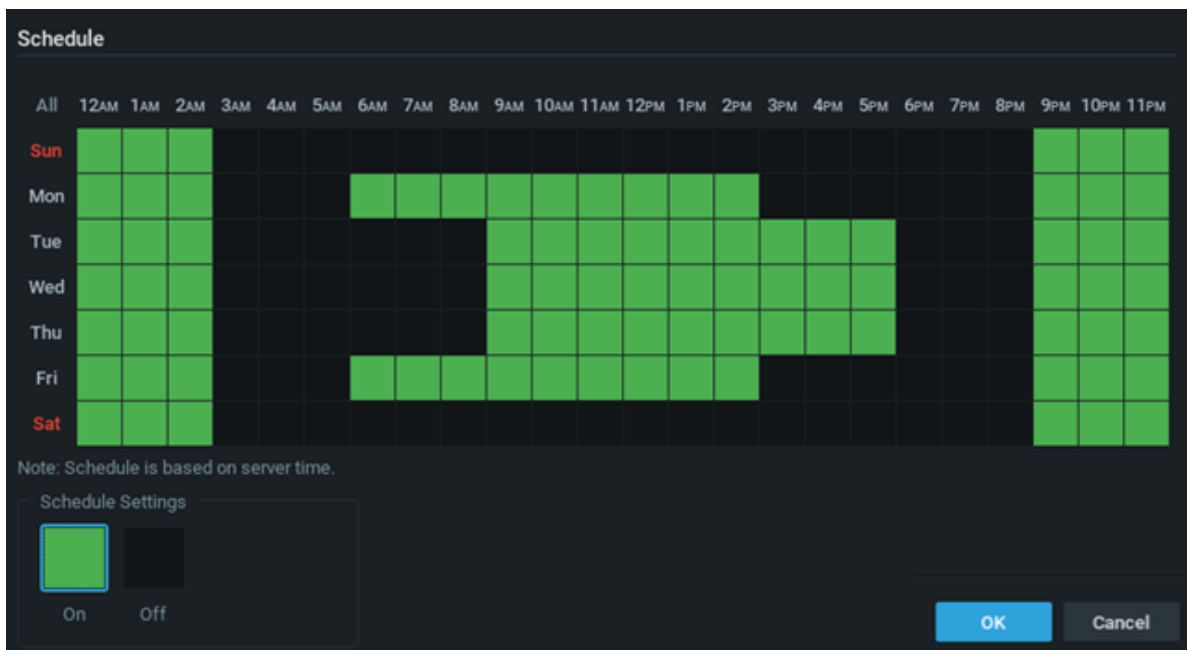 Schedule
All 12AM 1AM 2AM 3AM 4AM 5AM 6AM 7AM 8AM 9AM 10AM 11AM 12PM 1PM 2PM 3PM 4PM 5PM 6PM 7PM 8PM 9PM 10PM 11PM
Sun
Mon
Tue
Wed
Thu
Fri
Sat
Note: Schedule is based on server time.
Schedule Settings
On Off
OK Cancel